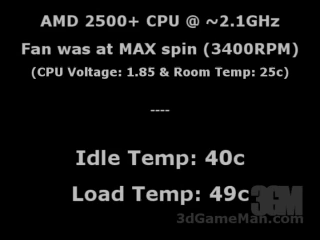 AMD 2500+ CPU @ ~2.1GHz
Fan was at MAX spin (3400RPM)
(CPU Voltage: 1.85 & Room Temp: 25c)
----
Idle Temp: 40c
Load Temp: 49c
3GM
3dGameMan.com